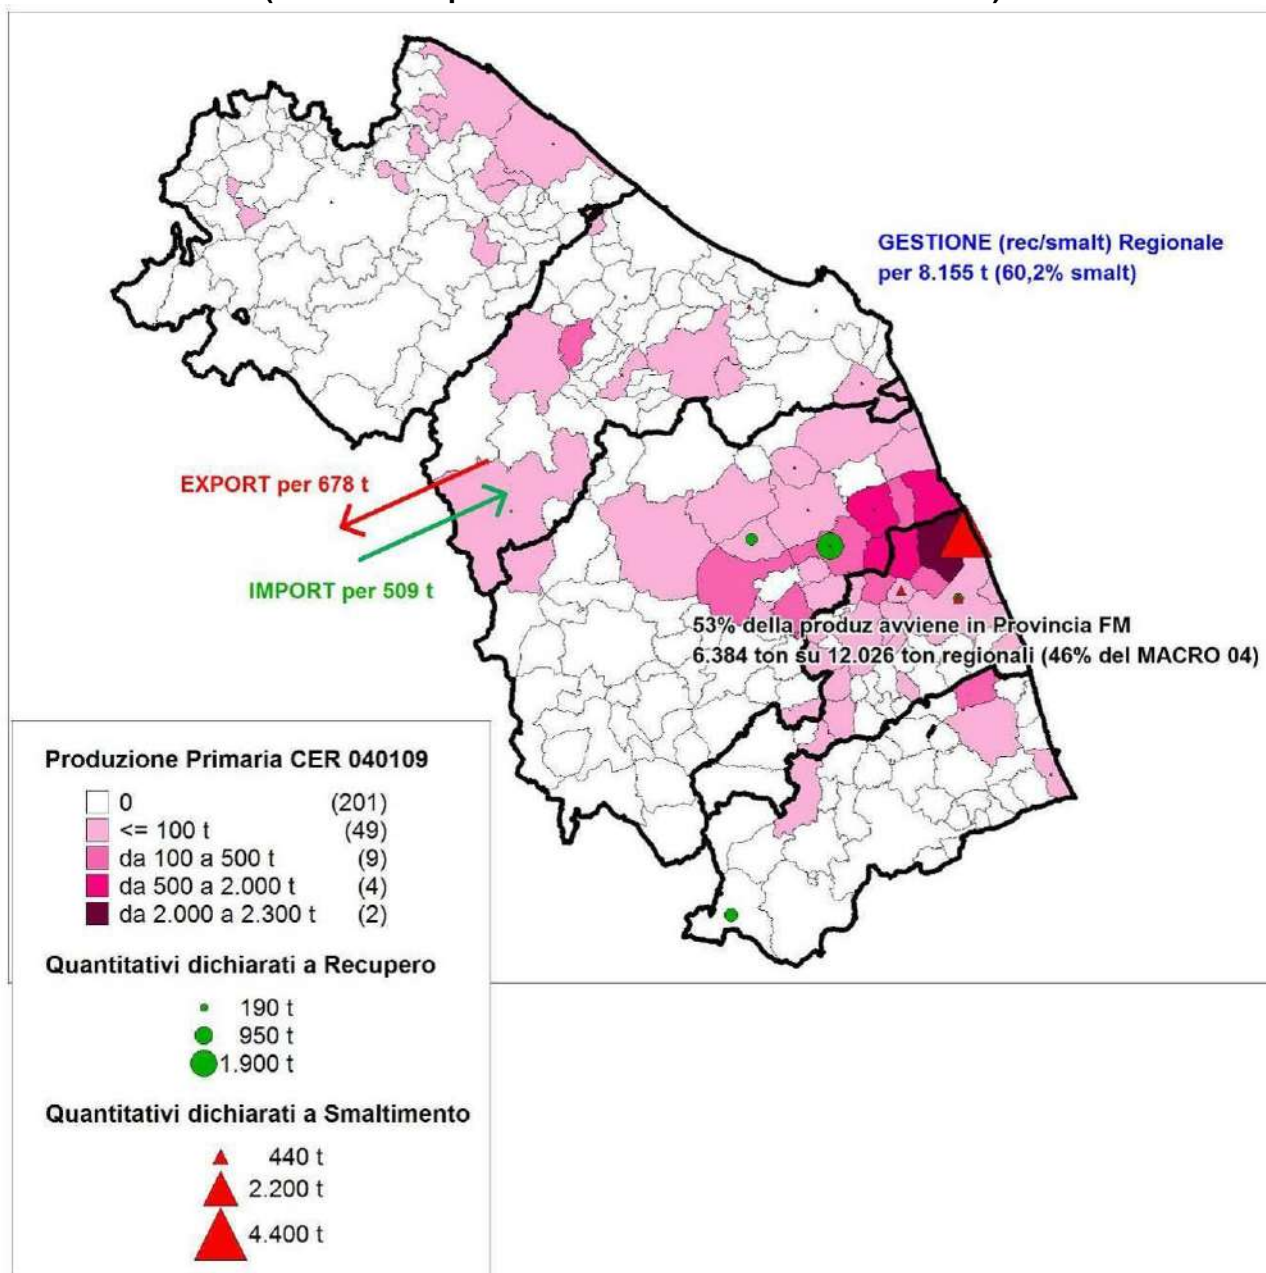 GESTIONE (rec/smalt) Regionale
per 8.155 t (60,2% smalt)
EXPORT per 678 t
IMPORT per 509 t
53% della produz avviene in Provincia FM
6.384 ton su 12.026 ton regionali (46% del MACRO 04)
Produzione Primaria CER 040109
0 (201)
<= 100 t (49)
da 100 a 500 t (9)
da 500 a 2.000 t (4)
da 2.000 a 2.300 t (2)
Quantitativi dichiarati a Recupero
190 t
950 t
1.900 t
Quantitativi dichiarati a Smaltimento
440 t
2.200 t
4.400 t